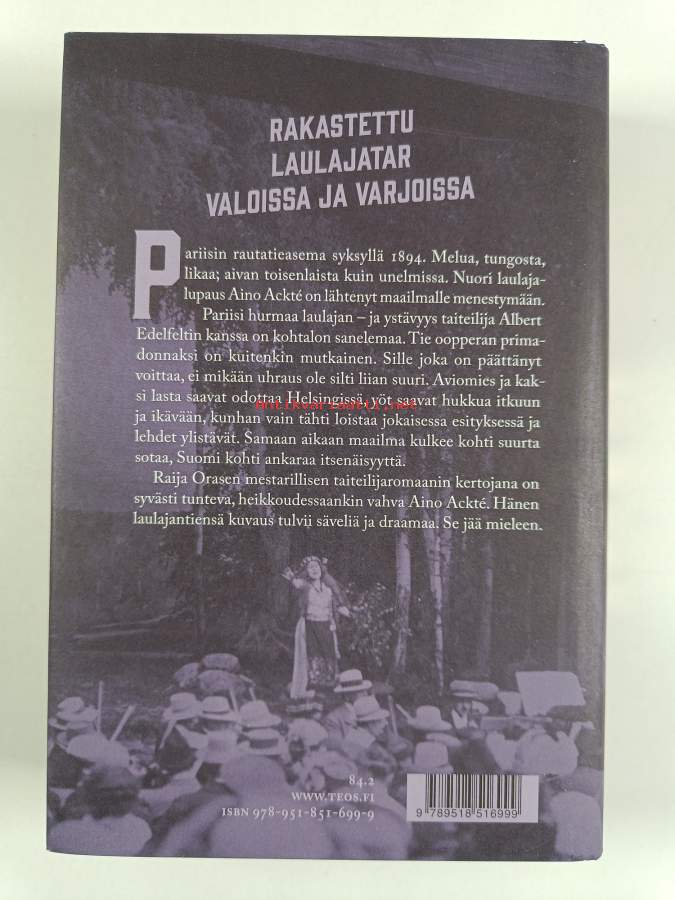 RAKASTETTU
LAULAJATAR
VALOISSA JA VARJOISSA
Pariisin rautatieasema syksyllä 1894. Melua, tungosta,
likaa; aivan toisenlaista kuin unelmissa. Nuori laulaja-
lupaus Aino Ackté on lähtenyt maailmalle menestymään.
Pariisi hurmaa laulajan – ja ystävyys taiteilija Albert
Edelfeltin kanssa on kohtalon sanelemaa. Tie oopperan prima-
donnaksi on kuitenkin mutkainen. Sille joka on päättänyt
voittaa, ei mikään uhraus ole silti liian suuri. Aviomies ja kak-
si lasta saavat odottaa Helsingissä, yöt saavat hukkua itkuun
antikvariaatti.net
ja ikävään, kunhan vain tähti loistaa jokaisessa esityksessä ja
lehdet ylistävät. Samaan aikaan maailma kulkee kohti suurta
sotaa, Suomi kohti ankaraa itsenäisyyttä.
Raija Orasen mestarillisen taiteilijaromaanin kertojana on
syvästi tunteva, heikkoudessaankin vahva Aino Ackté. Hänen
laulajantiensä kuvaus tulvii säveliä ja draamaa. Se jää mieleen.
84.2
WWW.TEOS.FI
ISBN 978-951-851-699-9
9 789518 516999